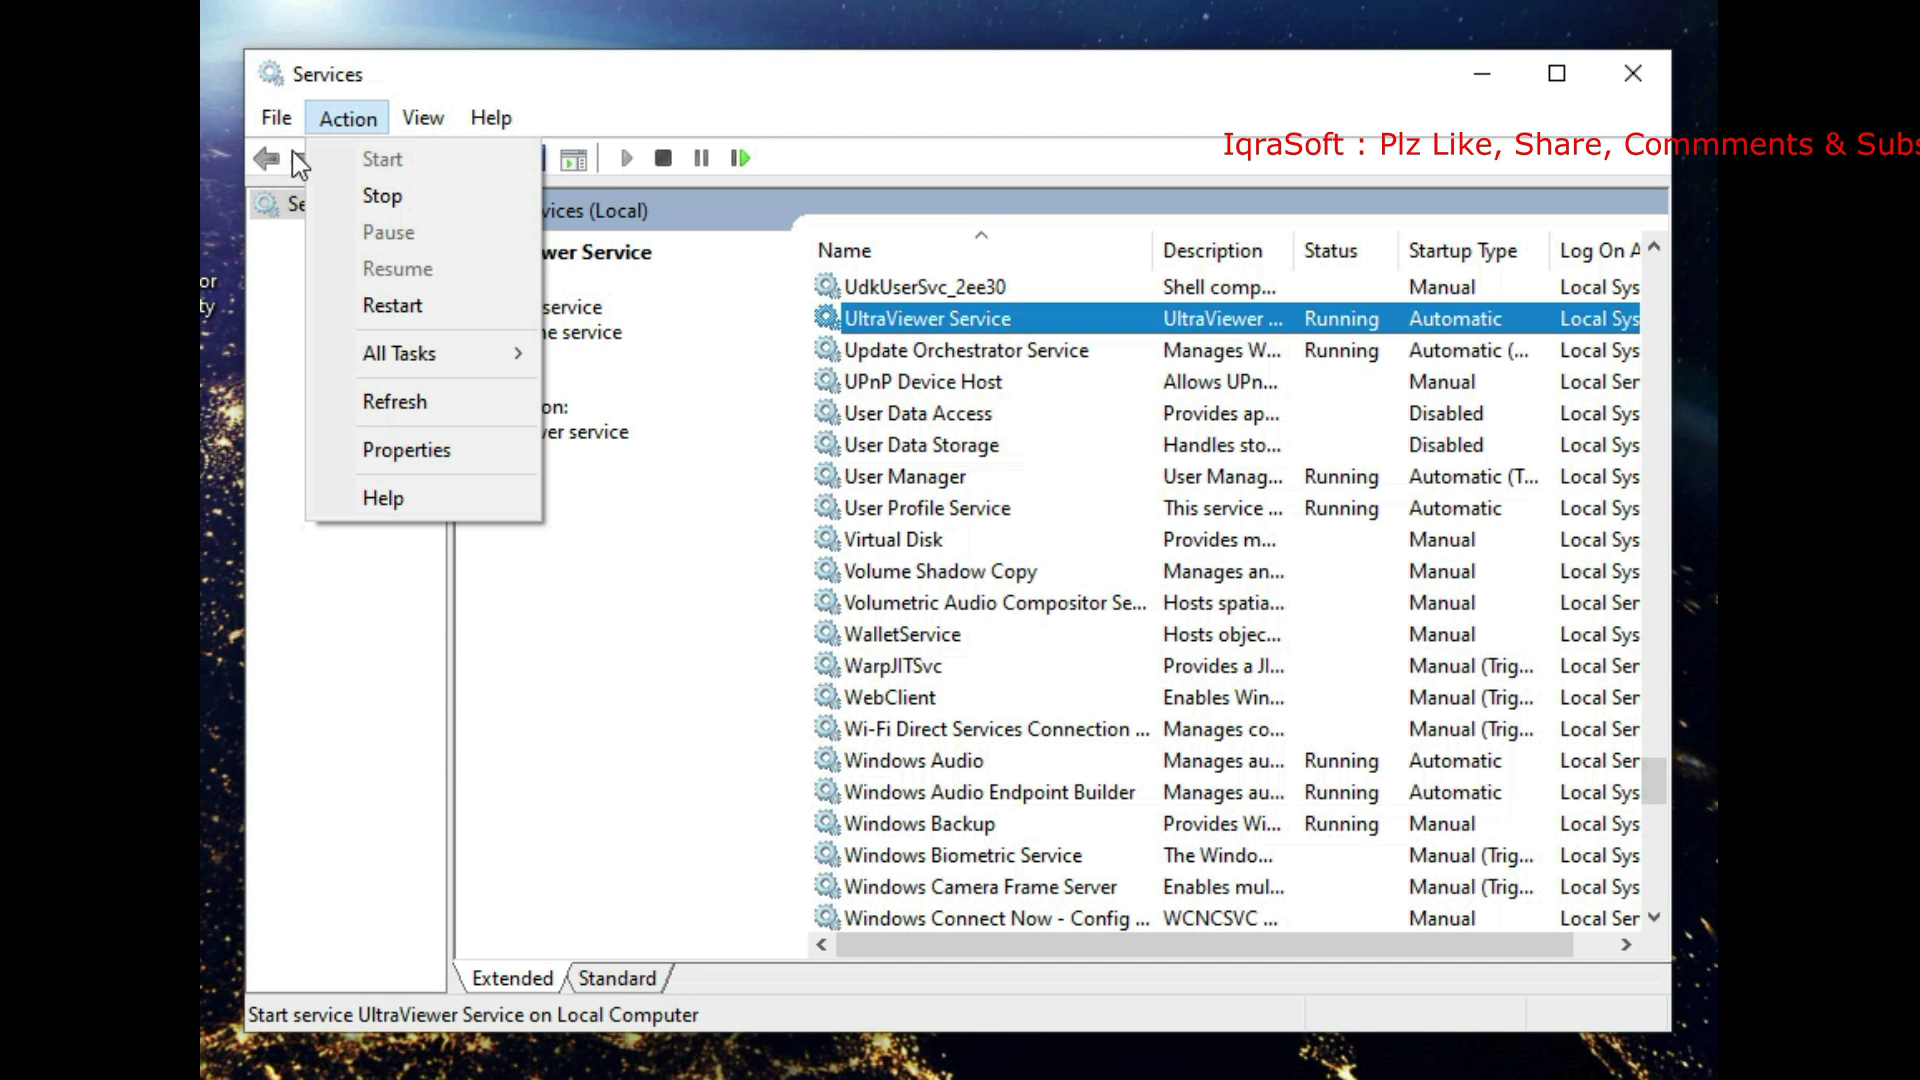 Services
File Action View Help
IqraSoft : Plz Like, Share, Commments & Subs
Start
Stop
Pause
Resume
Restart
All Tasks
Refresh
Properties
Help
Se
vices (Local)
wer Service
service
ne service
on:
er service
or
ty
Name Description Status Startup Type Log On A
UdkUserSvc_2ee30 Shell comp... Manual Local Sys
UltraViewer Service UltraViewer ... Running Automatic Local Sys
Update Orchestrator Service Manages W... Running Automatic (... Local Sys
UPnP Device Host Allows UPn... Manual Local Ser
User Data Access Provides ap... Disabled Local Sys
User Data Storage Handles sto... Disabled Local Sys
User Manager User Manag... Running Automatic (T... Local Sys
User Profile Service This service ... Running Automatic Local Sys
Virtual Disk Provides m... Manual Local Sys
Volume Shadow Copy Manages an... Manual Local Sys
Volumetric Audio Compositor Se... Hosts spatia... Manual Local Ser
WalletService Hosts objec... Manual Local Sys
WarpJITSvc Provides a JI... Manual (Trig... Local Ser
WebClient Enables Win... Manual (Trig... Local Ser
Wi-Fi Direct Services Connection ... Manages co... Manual (Trig... Local Ser
Windows Audio Manages au... Running Automatic Local Ser
Windows Audio Endpoint Builder Manages au... Running Automatic Local Sys
Windows Backup Provides Wi... Running Manual Local Sys
Windows Biometric Service The Windo... Manual (Trig... Local Sys
Windows Camera Frame Server Enables mul... Manual (Trig... Local Ser
Windows Connect Now - Config ... WCNCSVC ... Manual Local Ser
Extended Standard
Start service UltraViewer Service on Local Computer